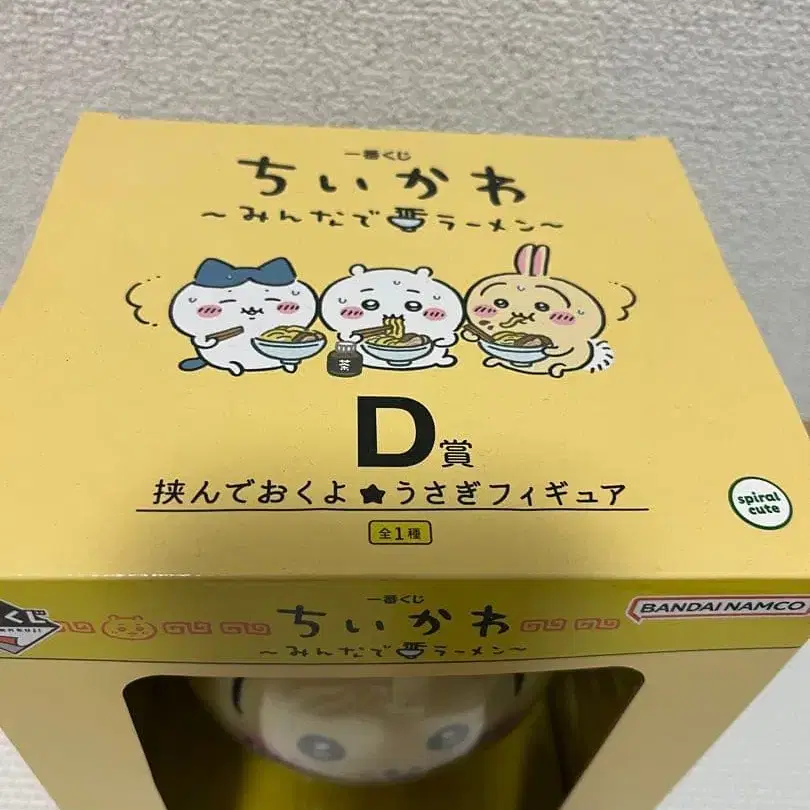 一番くじ
ちいかわ
～みんなでラーメン～
茶
D賞
挟んでおくよ★うさぎフィギュア
全1種
spiral
cute
一番くじ
ちいかわ
～みんなでラーメン～
BANDAI NAMCO
くじ